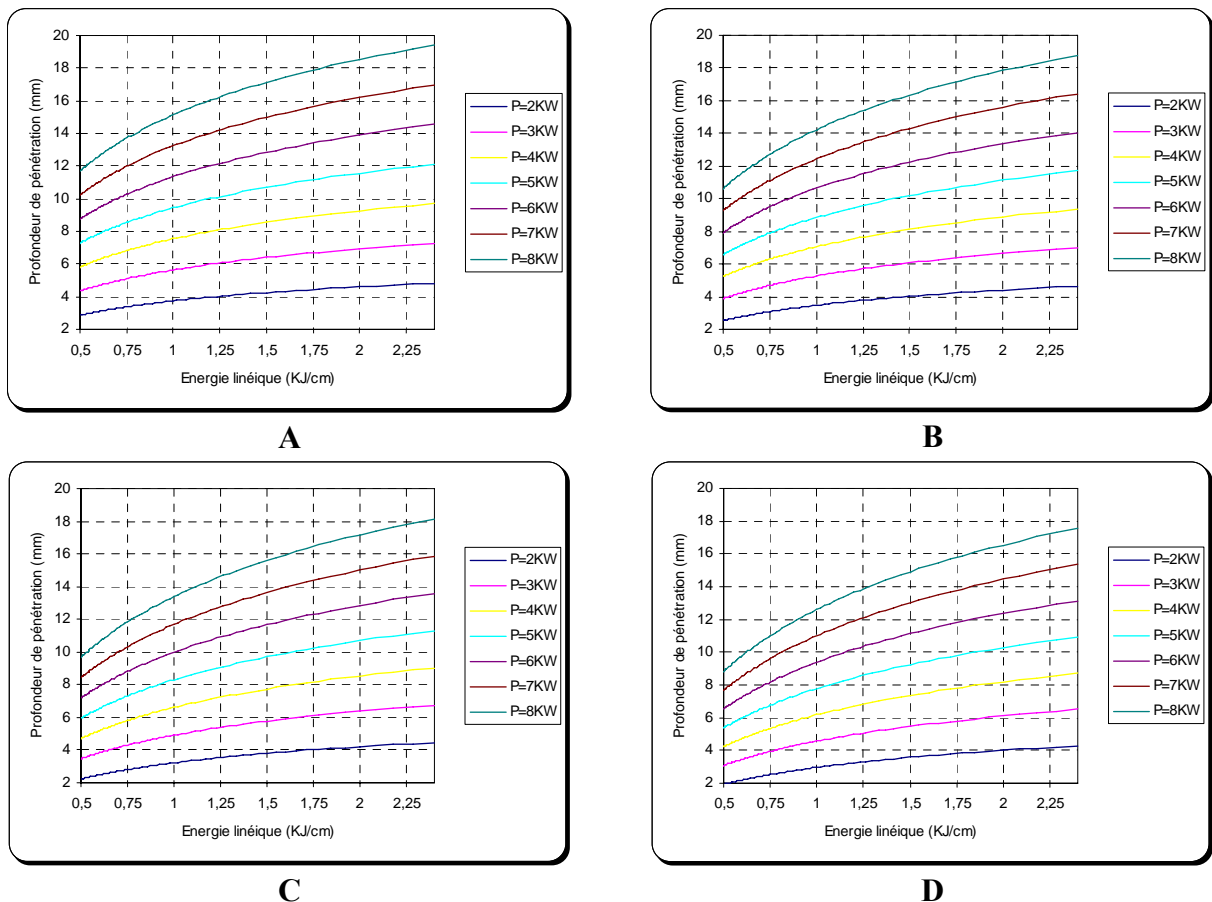 20
18
16
14
12
10
8
6
4
2
Profondeur de pénétration (mm)
0,5 0,75 1 1,25 1,5 1,75 2 2,25
Energie linéique (KJ/cm)
P=2KW
P=3KW
P=4KW
P=5KW
P=6KW
P=7KW
P=8KW
A
20
18
16
14
12
10
8
6
4
2
Profondeur de pénétration (mm)
0,5 0,75 1 1,25 1,5 1,75 2 2,25
Energie linéique (KJ/cm)
P=2KW
P=3KW
P=4KW
P=5KW
P=6KW
P=7KW
P=8KW
B
20
18
16
14
12
10
8
6
4
2
Profondeur de pénétration (mm)
0,5 0,75 1 1,25 1,5 1,75 2 2,25
Energie linéique (KJ/cm)
P=2KW
P=3KW
P=4KW
P=5KW
P=6KW
P=7KW
P=8KW
C
20
18
16
14
12
10
8
6
4
2
Profondeur de pénétration (mm)
0,5 0,75 1 1,25 1,5 1,75 2 2,25
Energie linéique (KJ/cm)
P=2KW
P=3KW
P=4KW
P=5KW
P=6KW
P=7KW
P=8KW
D